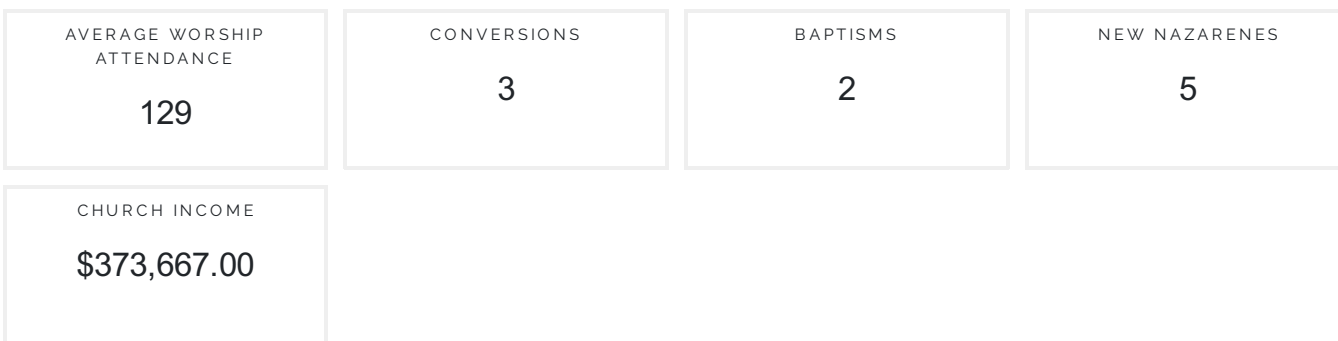 AVERAGE WORSHIP
ATTENDANCE
129
CONVERSIONS
3
BAPTISMS
2
NEW NAZARENES
5
CHURCH INCOME
$373,667.00